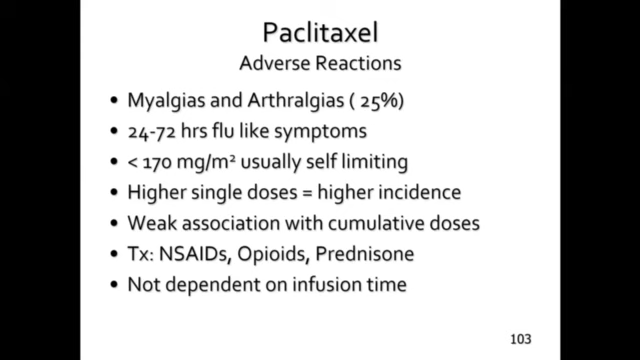 Paclitaxel
Adverse Reactions
• Myalgias and Arthralgias ( 25%)
• 24-72 hrs flu like symptoms
• < 170 mg/m² usually self limiting
• Higher single doses = higher incidence
• Weak association with cumulative doses
• Tx: NSAIDs, Opioids, Prednisone
• Not dependent on infusion time
103